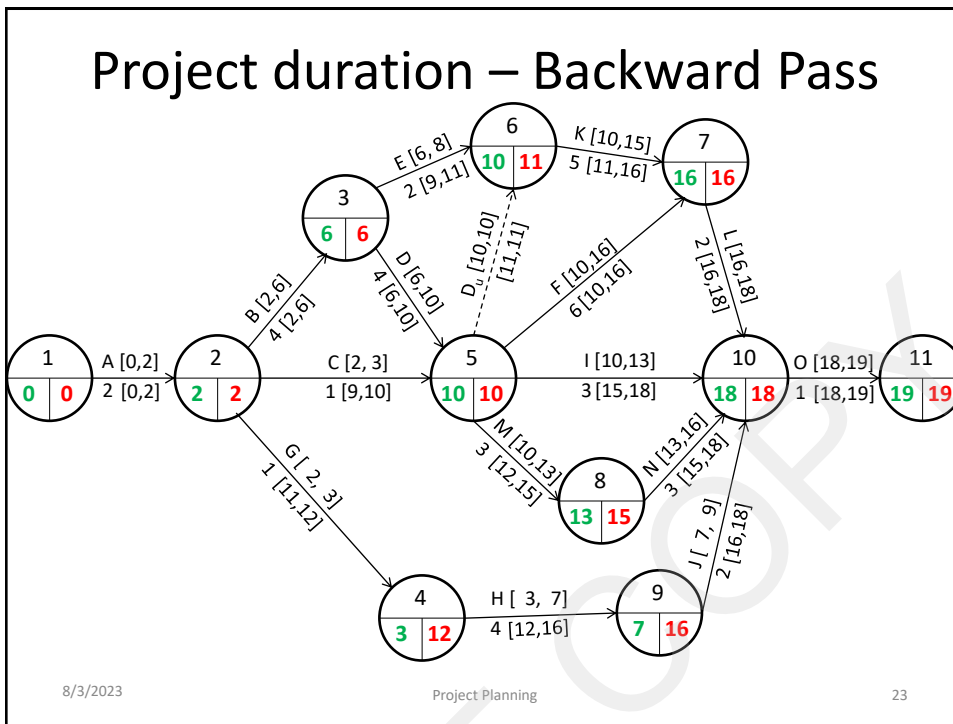 Project duration – Backward Pass
6
10 11
E [6, 8]
2 [9,11]
K [10,15]
5 [11,16]
7
16 16
3
6 6
D [6,10]
4 [6,10]
Du [10,10]
[11,11]
F [10,16]
6 [10,16]
L [16,18]
2 [16,18]
B [2,6]
4 [2,6]
1
0 0
A [0,2]
2 [0,2]
2
2 2
C [2, 3]
1 [9,10]
5
10 10
I [10,13]
3 [15,18]
10
18 18
O [18,19]
1 [18,19]
11
19 19
G [ 2, 3]
1 [11,12]
M [10,13]
3 [12,15]
8
13 15
N [13,16]
3 [15,18]
J [ 7, 9]
2 [16,18]
4
3 12
H [ 3, 7]
4 [12,16]
9
7 16
8/3/2023
Project Planning
23
COPY